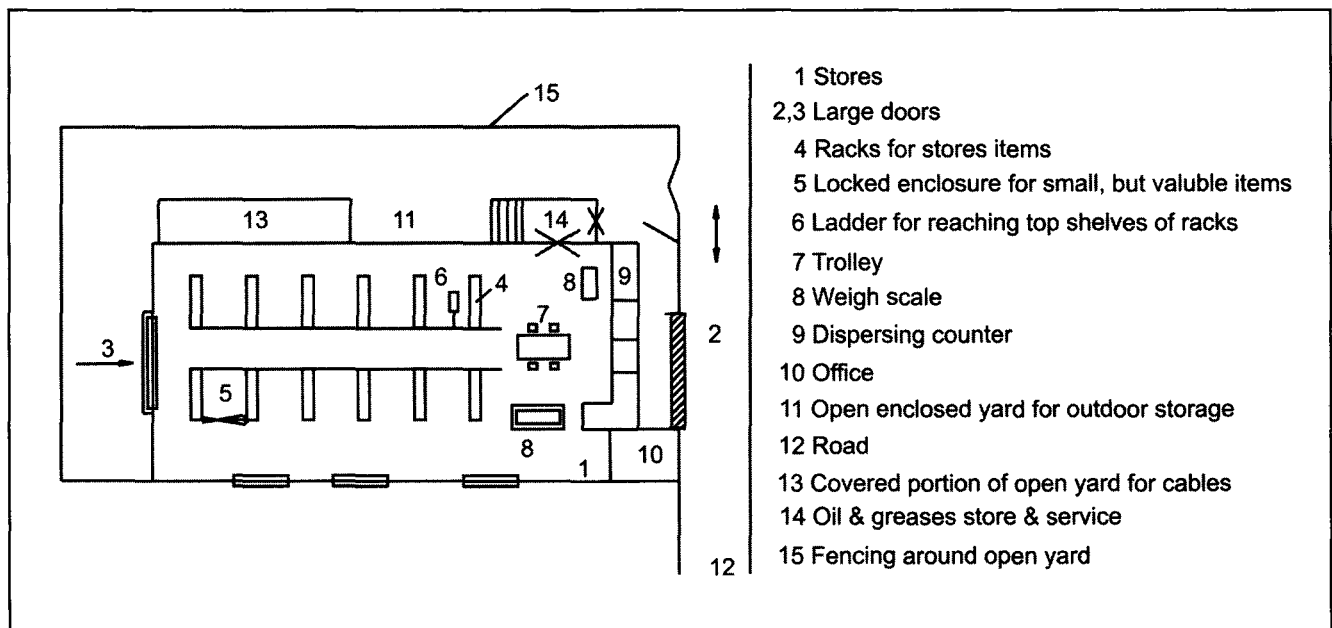 15
13
11
14
6
4
8
9
7
2
3
5
8
10
1
12
1 Stores
2,3 Large doors
4 Racks for stores items
5 Locked enclosure for small, but valuble items
6 Ladder for reaching top shelves of racks
7 Trolley
8 Weigh scale
9 Dispersing counter
10 Office
11 Open enclosed yard for outdoor storage
12 Road
13 Covered portion of open yard for cables
14 Oil & greases store & service
15 Fencing around open yard